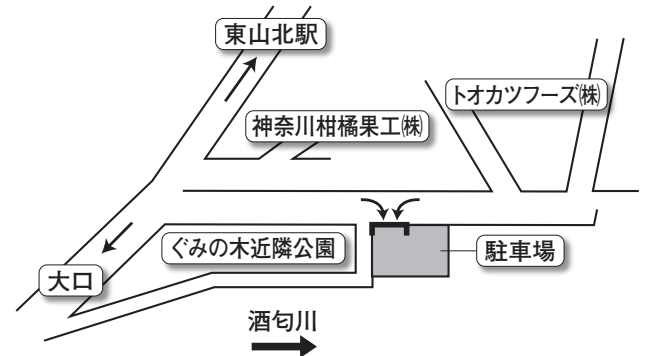 東山北駅
トオカツフーズ㈱
神奈川柑橘果工㈱
ぐみの木近隣公園
駐車場
大口
酒匂川